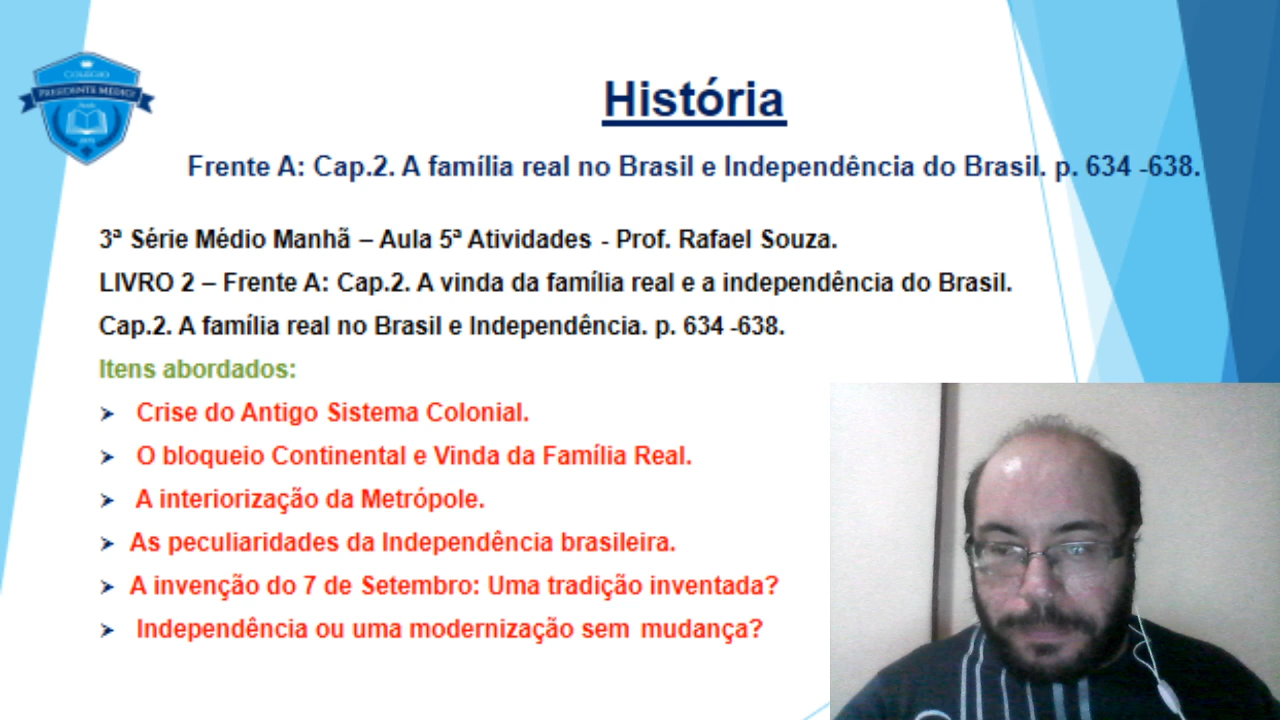 COLÉGIO
PRESIDENTE MÉDICI
História
Frente A: Cap.2. A família real no Brasil e Independência do Brasil. p. 634 -638.
3ª Série Médio Manhã – Aula 5ª Atividades - Prof. Rafael Souza.
LIVRO 2 – Frente A: Cap.2. A vinda da família real e a independência do Brasil.
Cap.2. A família real no Brasil e Independência. p. 634 -638.
Itens abordados:
➤ Crise do Antigo Sistema Colonial.
➤ O bloqueio Continental e Vinda da Família Real.
➤ A interiorização da Metrópole.
➤ As peculiaridades da Independência brasileira.
➤ A invenção do 7 de Setembro: Uma tradição inventada?
➤ Independência ou uma modernização sem mudança?